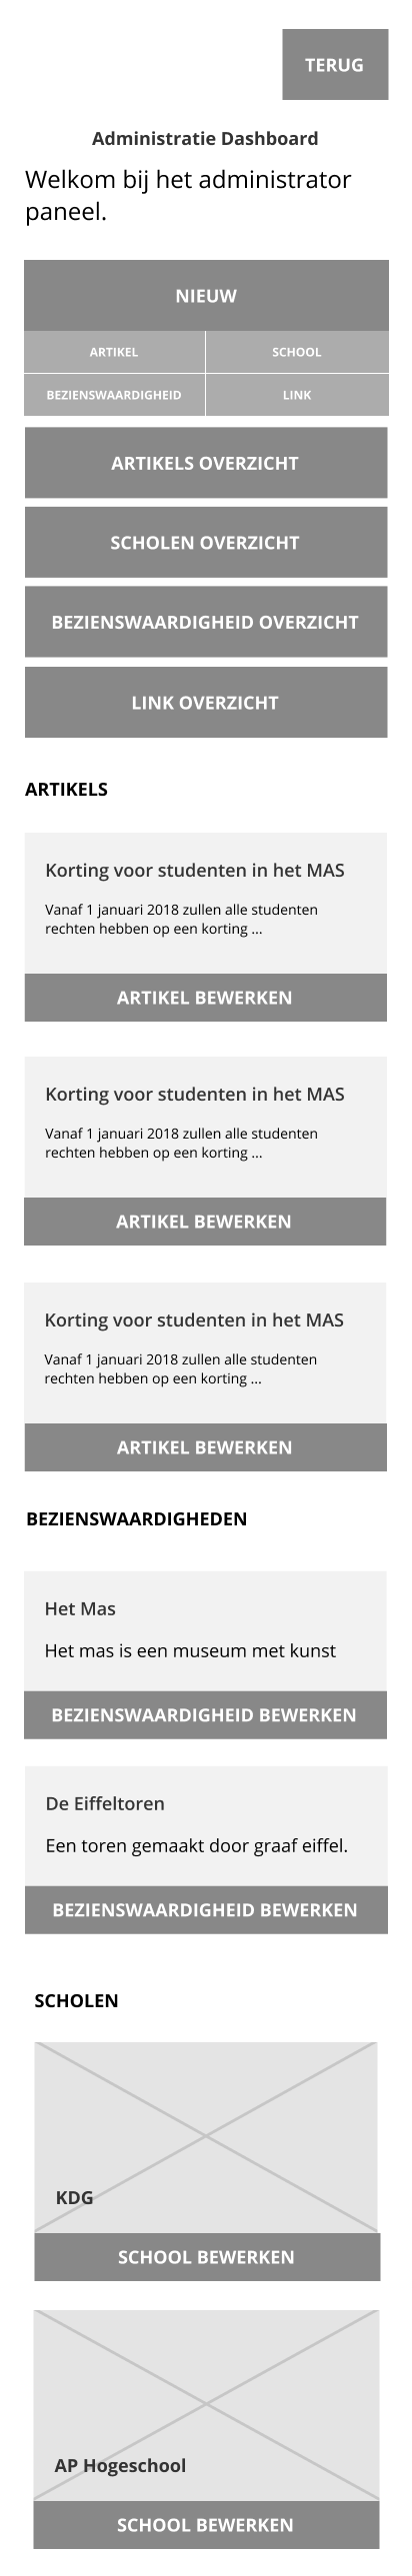 TERUG
Administratie Dashboard
Welkom bij het administrator
paneel.
NIEUW
ARTIKEL
SCHOOL
BEZIENSWAARDIGHEID
LINK
ARTIKELS OVERZICHT
SCHOLEN OVERZICHT
BEZIENSWAARDIGHEID OVERZICHT
LINK OVERZICHT
ARTIKELS
Korting voor studenten in het MAS
Vanaf 1 januari 2018 zullen alle studenten
rechten hebben op een korting ...
ARTIKEL BEWERKEN
Korting voor studenten in het MAS
Vanaf 1 januari 2018 zullen alle studenten
rechten hebben op een korting ...
ARTIKEL BEWERKEN
Korting voor studenten in het MAS
Vanaf 1 januari 2018 zullen alle studenten
rechten hebben op een korting ...
ARTIKEL BEWERKEN
BEZIENSWAARDIGHEDEN
Het Mas
Het mas is een museum met kunst
BEZIENSWAARDIGHEID BEWERKEN
De Eiffeltoren
Een toren gemaakt door graaf eiffel.
BEZIENSWAARDIGHEID BEWERKEN
SCHOLEN
KDG
SCHOOL BEWERKEN
AP Hogeschool
SCHOOL BEWERKEN